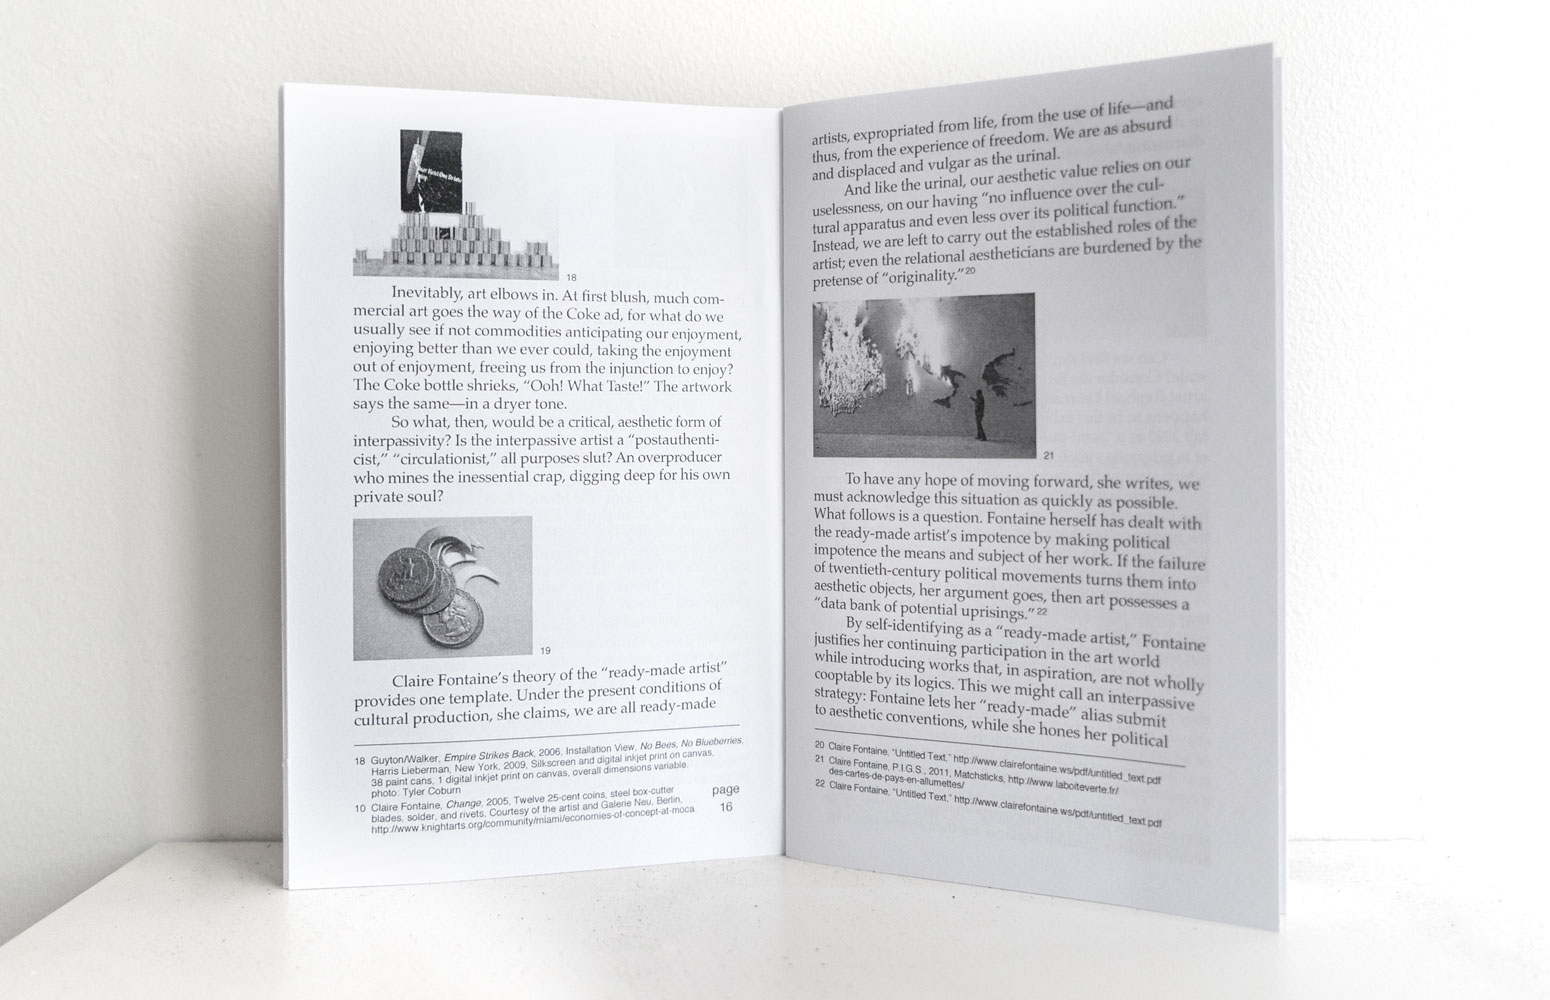 18
Inevitably, art elbows in. At first blush, much com-
mercial art goes the way of the Coke ad, for what do we
usually see if not commodities anticipating our enjoyment,
enjoying better than we ever could, taking the enjoyment
out of enjoyment, freeing us from the injunction to enjoy?
The Coke bottle shrieks, “Ooh! What Taste!” The artwork
says the same—in a dryer tone.
So what, then, would be a critical, aesthetic form of
interpassivity? Is the interpassive artist a “postauthenti-
cist,” “circulationist,” all purposes slut? An overproducer
who mines the inessential crap, digging deep for his own
private soul?
19
Claire Fontaine’s theory of the “ready-made artist”
provides one template. Under the present conditions of
cultural production, she claims, we are all ready-made
18 Guyton/Walker, Empire Strikes Back, 2006, Installation View, No Bees, No Blueberries,
Harris Lieberman, New York, 2009, Silkscreen and digital inkjet print on canvas,
38 paint cans, 1 digital inkjet print on canvas, overall dimensions variable.
photo: Tyler Coburn
10 Claire Fontaine, Change, 2005, Twelve 25-cent coins, steel box-cutter
blades, solder, and rivets, Courtesy of the artist and Galerie Neu, Berlin,
http://www.knightarts.org/community/miami/economies-of-concept-at-moca
page
16
artists, expropriated from life, from the use of life—and
thus, from the experience of freedom. We are as absurd
and displaced and vulgar as the urinal.
And like the urinal, our aesthetic value relies on our
uselessness, on our having “no influence over the cul-
tural apparatus and even less over its political function.”
Instead, we are left to carry out the established roles of the
artist; even the relational aestheticians are burdened by the
pretense of “originality.”20
21
To have any hope of moving forward, she writes, we
must acknowledge this situation as quickly as possible.
What follows is a question. Fontaine herself has dealt with
the ready-made artist’s impotence by making political
impotence the means and subject of her work. If the failure
of twentieth-century political movements turns them into
aesthetic objects, her argument goes, then art possesses a
“data bank of potential uprisings.”22
By self-identifying as a “ready-made artist,” Fontaine
justifies her continuing participation in the art world
while introducing works that, in aspiration, are not wholly
cooptable by its logics. This we might call an interpassive
strategy: Fontaine lets her “ready-made” alias submit
to aesthetic conventions, while she hones her political
20 Claire Fontaine, “Untitled Text,” http://www.clairefontaine.ws/pdf/untitled_text.pdf
21 Claire Fontaine, P.I.G.S., 2011, Matchsticks, http://www.laboiteverte.fr/
des-cartes-de-pays-en-allumettes/
22 Claire Fontaine, “Untitled Text,” http://www.clairefontaine.ws/pdf/untitled_text.pdf